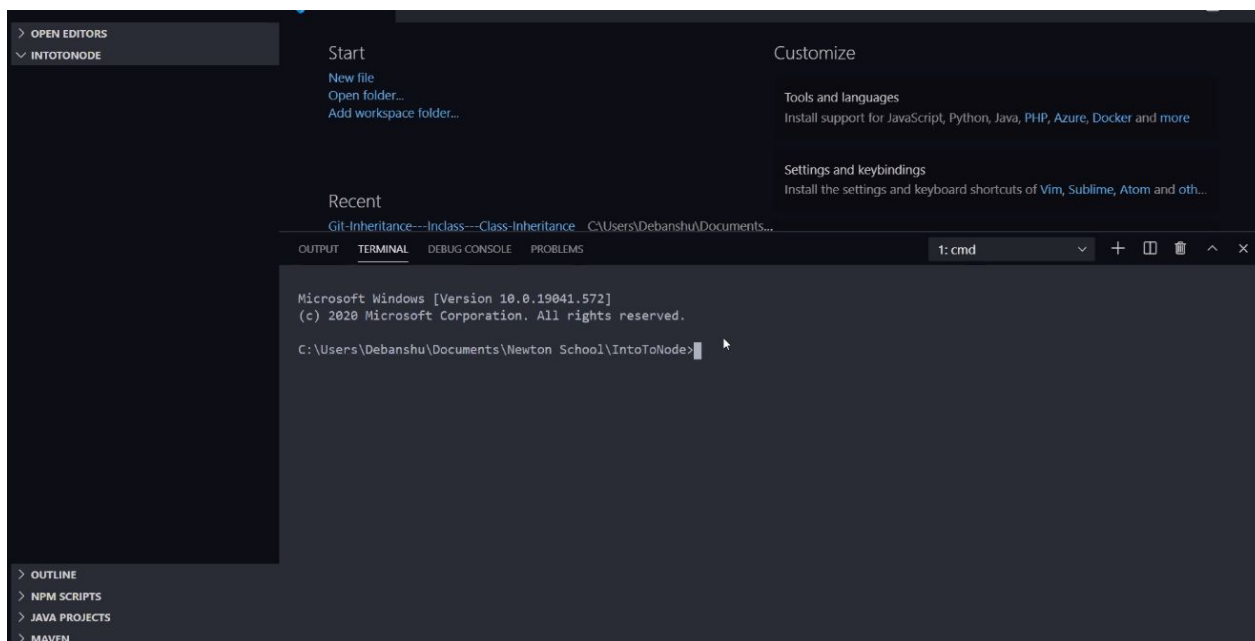 OPEN EDITORS
INTOTONODE
Start
New file
Open folder...
Add workspace folder...
Recent
Git-Inheritance---Inclass---Class-Inheritance C:\Users\Debanshu\Documents...
Customize
Tools and languages
Install support for JavaScript, Python, Java, PHP, Azure, Docker and more
Settings and keybindings
Install the settings and keyboard shortcuts of Vim, Sublime, Atom and oth...
OUTPUT TERMINAL DEBUG CONSOLE PROBLEMS 1: cmd
Microsoft Windows [Version 10.0.19041.572]
(c) 2020 Microsoft Corporation. All rights reserved.
C:\Users\Debanshu\Documents\Newton School\IntoToNode>
OUTLINE
NPM SCRIPTS
JAVA PROJECTS
MAVEN